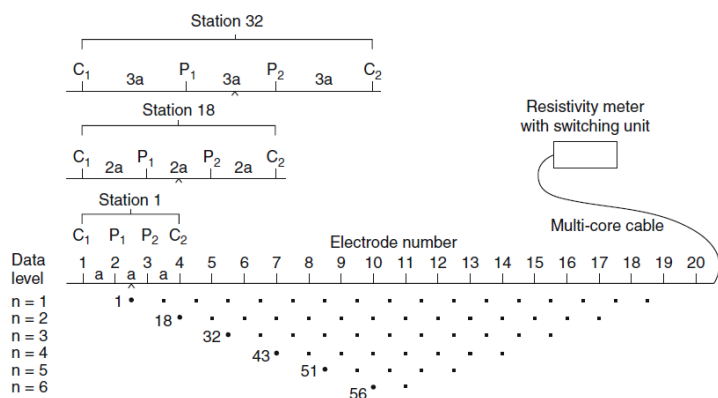 Station 32
C1 3a P1 3a P2 3a C2
Station 18
C1 2a P1 2a P2 2a C2
Resistivity meter
with switching unit
Station 1
C1 P1 P2 C2
Multi-core cable
Electrode number
Data
level
1 2 3 4 5 6 7 8 9 10 11 12 13 14 15 16 17 18 19 20
a a a
n = 1 1
n = 2 18
n = 3 32
n = 4 43
n = 5 51
n = 6 56